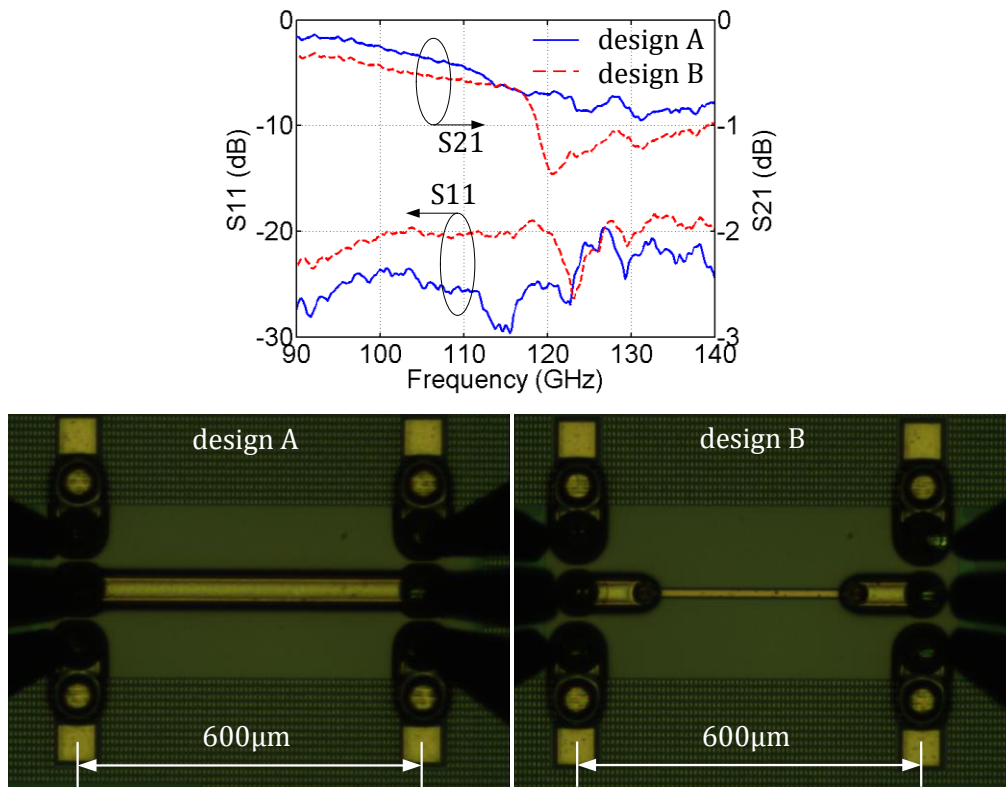 0
-10
-20
-30
S11 (dB)
0
-1
-2
-3
S21 (dB)
design A
design B
S21
S11
90
100
110
120
130
140
Frequency (GHz)
design A
design B
600μm
600μm